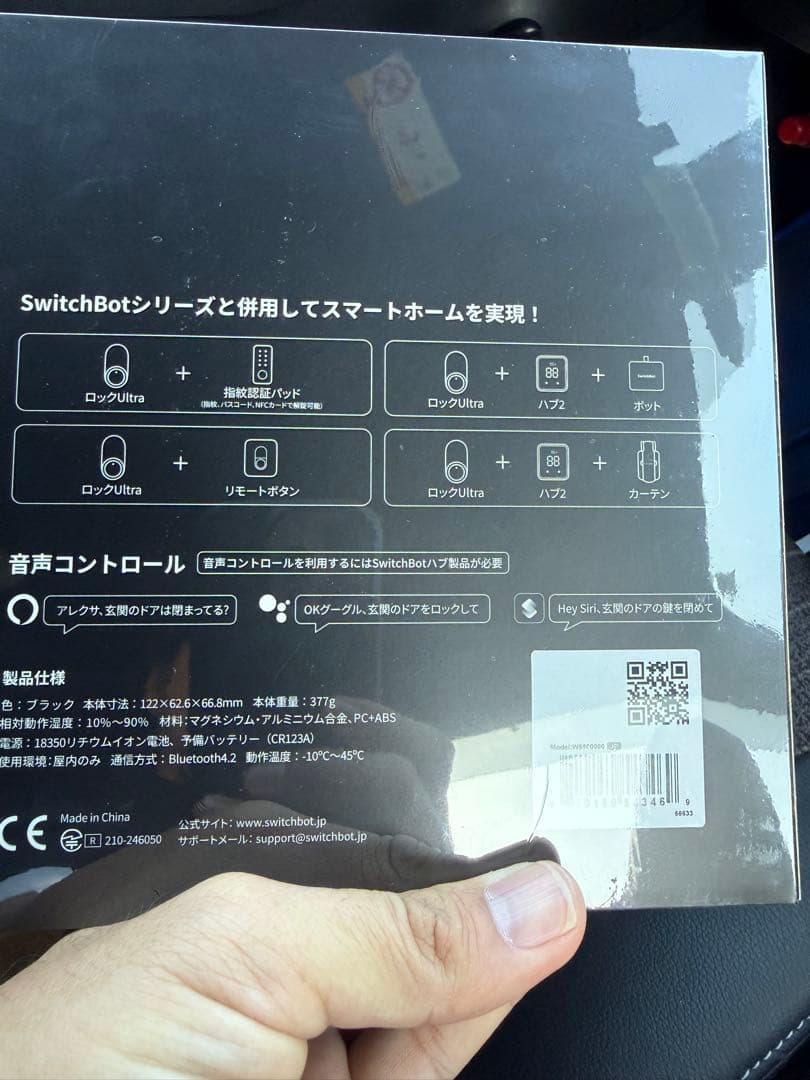 SwitchBotシリーズと併用してスマートホームを実現！
ロックUltra + 指紋認証パッド
(指紋、パスコード、NFCカードで解錠可能)
ロックUltra + ハブ2 + ボット
ロックUltra + リモートボタン
ロックUltra + ハブ2 + カーテン
音声コントロール 音声コントロールを利用するにはSwitchBotハブ製品が必要
アレクサ、玄関のドアは閉まってる?
OKグーグル、玄関のドアをロックして
Hey Siri、玄関のドアの鍵を閉めて
製品仕様
色：ブラック 本体寸法：122×62.6×66.8mm 本体重量：377g
相対動作湿度：10%～90% 材料：マグネシウム・アルミニウム合金、PC+ABS
電源：18350リチウムイオン電池、予備バッテリー（CR123A）
使用環境：屋内のみ 通信方式：Bluetooth4.2 動作温度：-10℃～45℃
CE
Made in China
R 210-246050
公式サイト：www.switchbot.jp
サポートメール：support@switchbot.jp
Model:
346 9
66633